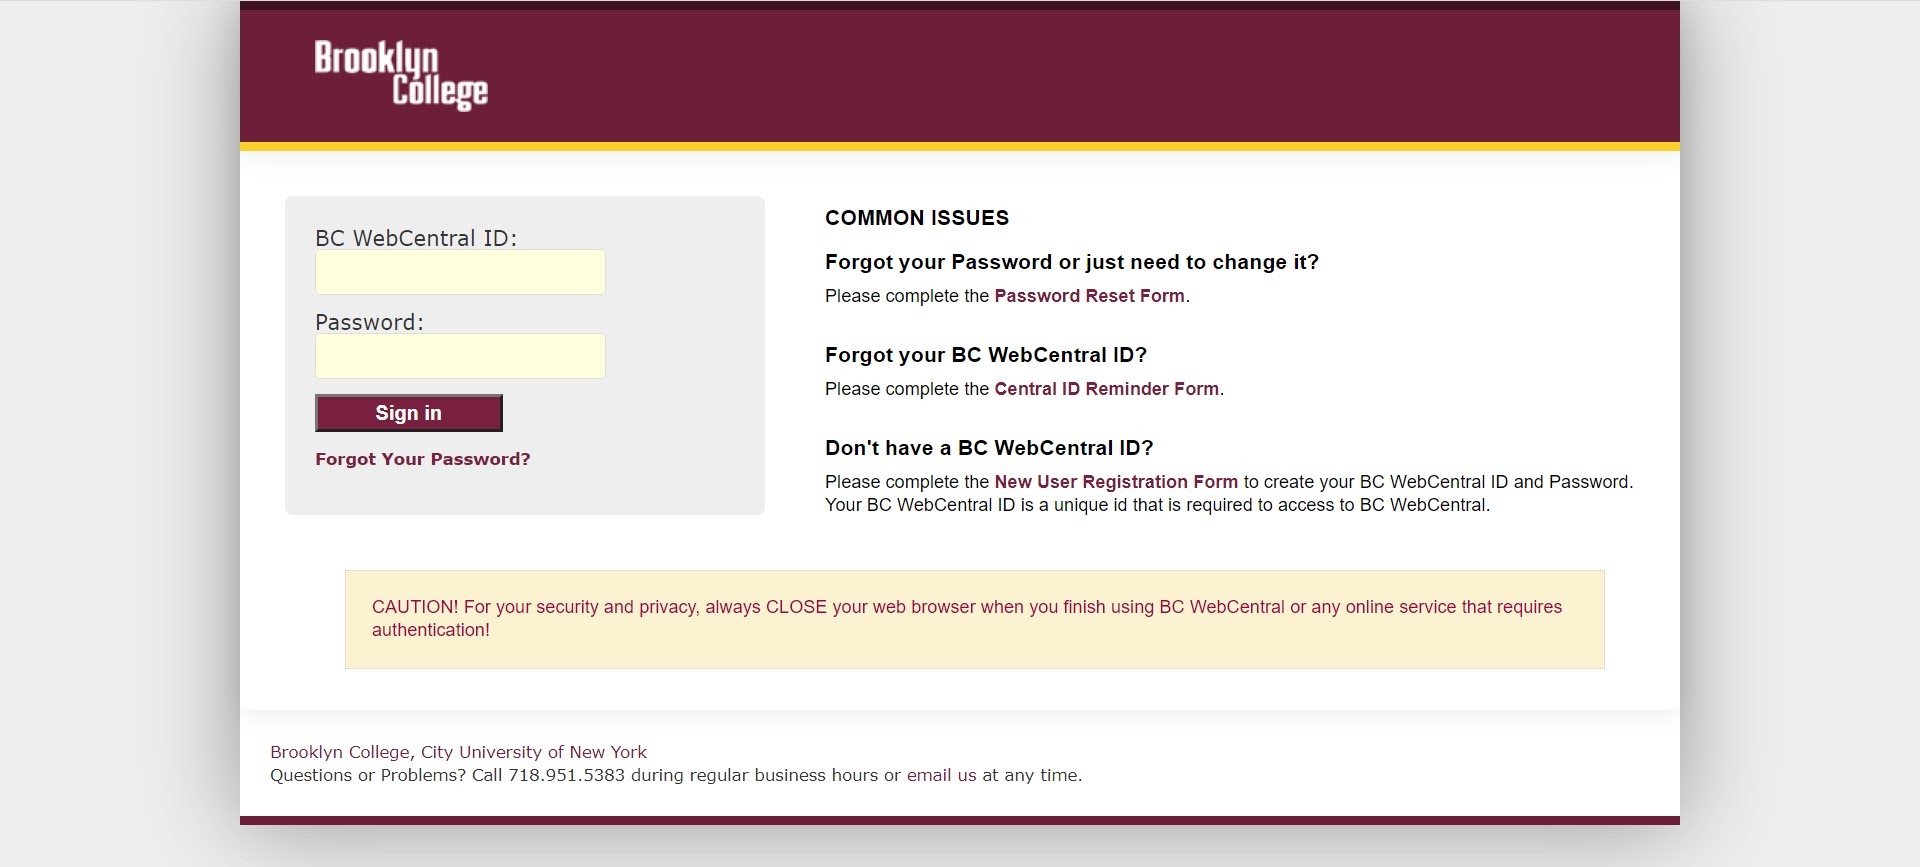 Brooklyn
College
BC WebCentral ID:
Password:
Sign in
Forgot Your Password?
COMMON ISSUES
Forgot your Password or just need to change it?
Please complete the Password Reset Form.
Forgot your BC WebCentral ID?
Please complete the Central ID Reminder Form.
Don't have a BC WebCentral ID?
Please complete the New User Registration Form to create your BC WebCentral ID and Password.
Your BC WebCentral ID is a unique id that is required to access to BC WebCentral.
CAUTION! For your security and privacy, always CLOSE your web browser when you finish using BC WebCentral or any online service that requires
authentication!
Brooklyn College, City University of New York
Questions or Problems? Call 718.951.5383 during regular business hours or email us at any time.